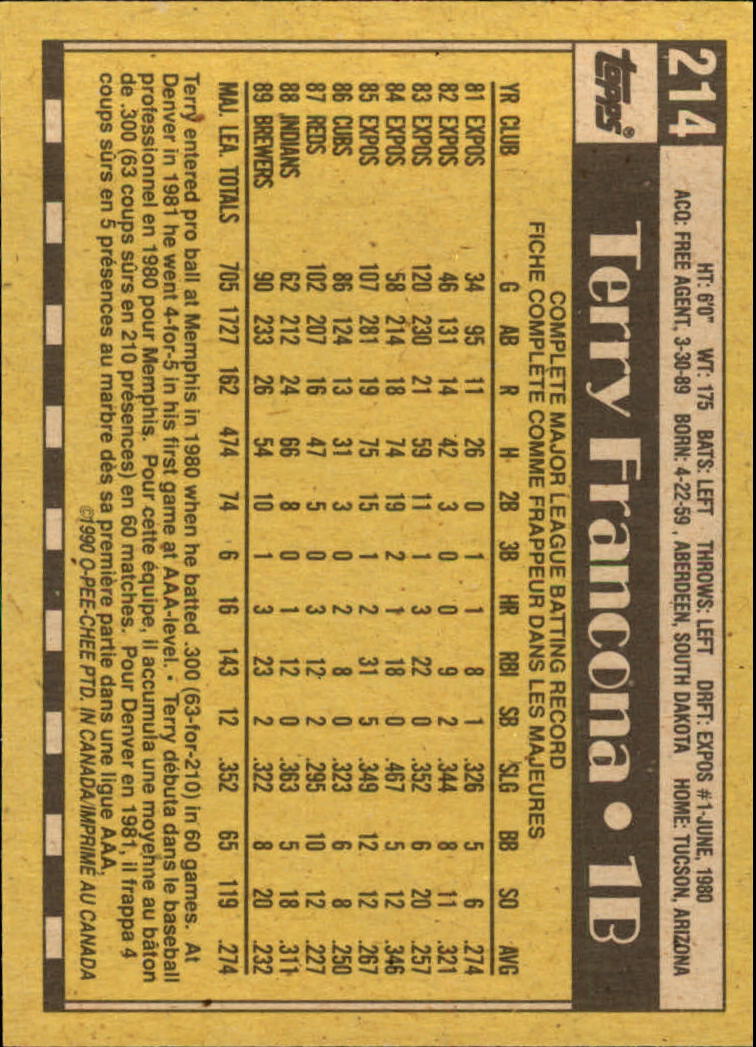 214
HT: 6'0" WT: 175 BATS: LEFT THROWS: LEFT DRFT: EXPOS #1-JUNE, 1980
ACQ: FREE AGENT, 3-30-89 BORN: 4-22-59 , ABERDEEN, SOUTH DAKOTA HOME: TUCSON, ARIZONA
topps®
Terry Francona • 1B
COMPLETE MAJOR LEAGUE BATTING RECORD
FICHE COMPLÈTE COMME FRAPPEUR DANS LES MAJEURES
YR CLUB G AB R H 2B 3B HR RBI SB SLG BB SO AVG
81 EXPOS 34 95 11 26 0 1 1 8 1 .326 5 6 .274
82 EXPOS 46 131 14 42 3 0 0 9 2 .344 8 11 .321
83 EXPOS 120 230 21 59 11 1 3 22 0 .352 6 20 .257
84 EXPOS 58 214 18 74 19 2 1 18 0 .467 5 12 .346
85 EXPOS 107 281 19 75 15 1 2 31 5 .349 12 12 .267
86 CUBS 86 124 13 31 3 0 2 8 0 .323 6 8 .250
87 REDS 102 207 16 47 5 0 3 12 2 .295 10 12 .227
88 INDIANS 62 212 24 66 8 0 1 12 0 .363 5 18 .311
89 BREWERS 90 233 26 54 10 1 3 23 2 .322 8 20 .232
MAJ. LEA. TOTALS 705 1727 162 474 74 6 16 143 12 .352 65 119 .274
Terry entered pro ball at Memphis in 1980 when he batted .300 (63-for-210) in 60 games. At
Denver in 1981 he went 4-for-5 in his first game at AAA-level. • Terry débuta dans le baseball
professionnel en 1980 pour Memphis. Pour cette équipe, il accumula une moyenne au bâton
de .300 (63 coups sûrs en 210 présences) en 60 matches. Pour Denver en 1981, il frappa 4
coups sûrs en 5 présences au marbre dès sa première partie dans une ligue AAA.
©1990 O-PEE-CHEE PTD. IN CANADA/IMPRIMÉ AU CANADA